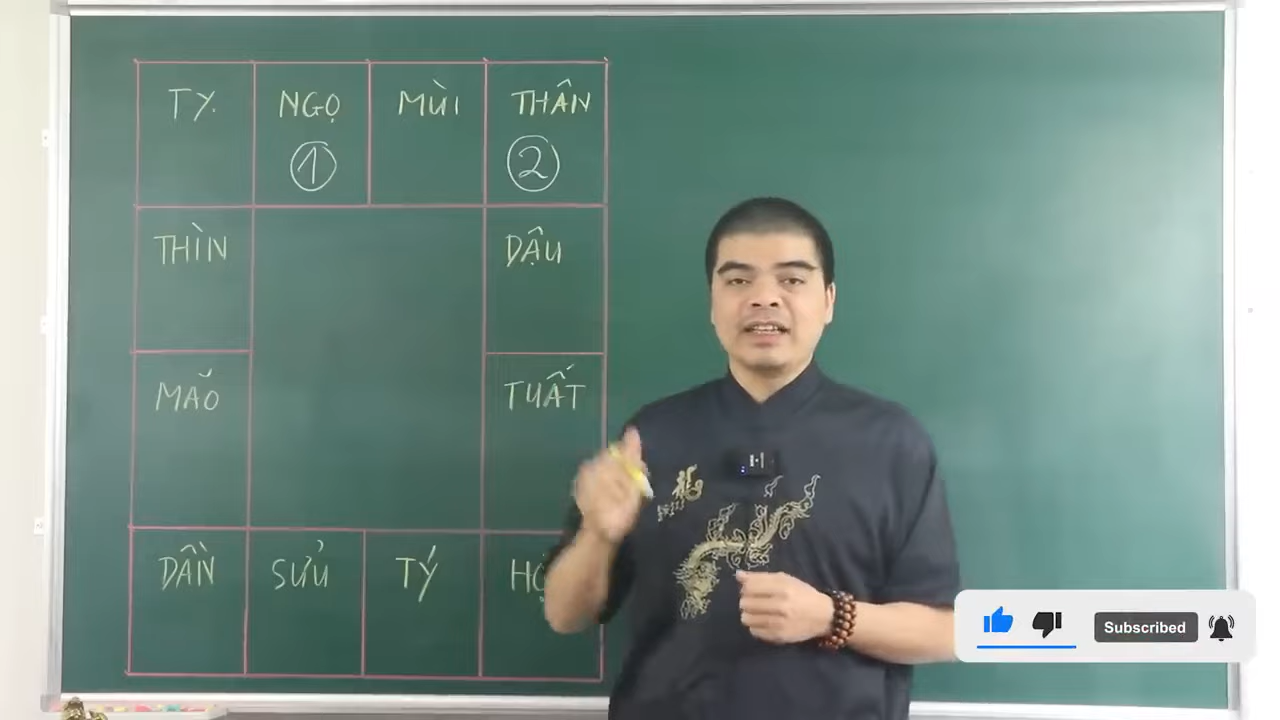 TỴ
NGỌ
MÙI
THÂN
①
②
THÌN
DẬU
MÃO
TUẤT
DẦN
SỬU
TÝ
Subscribed